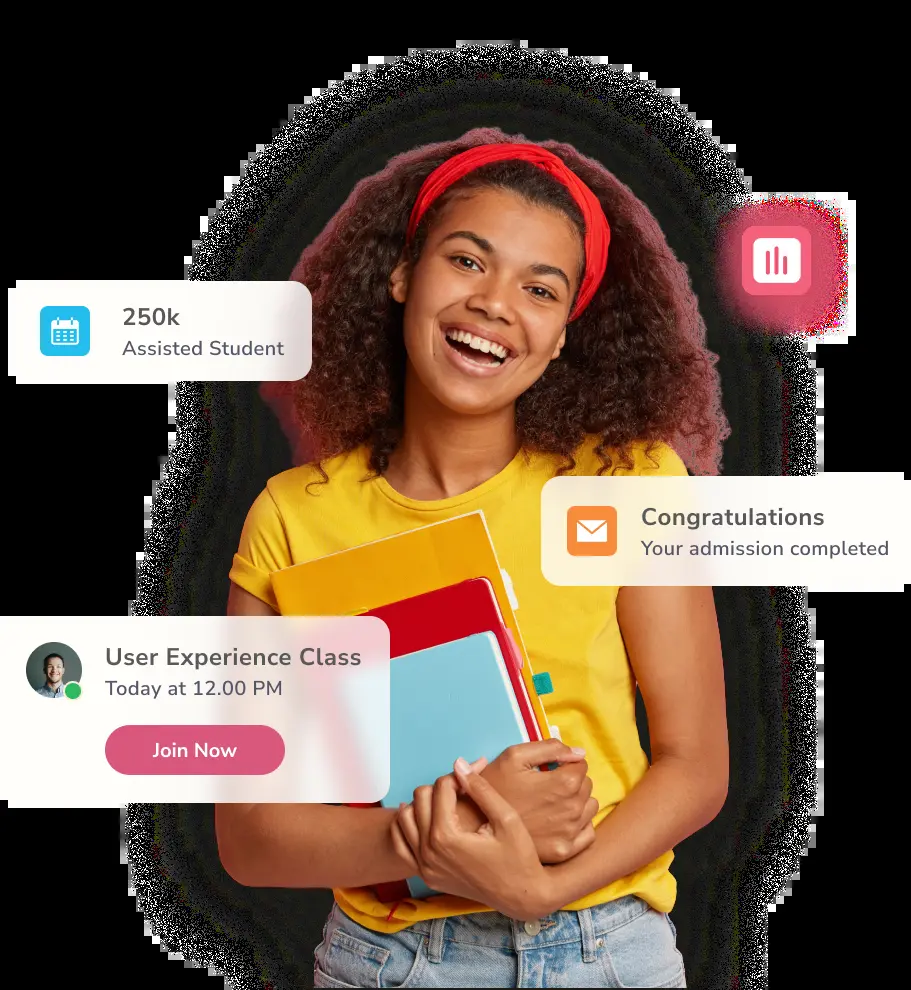 250k
Assisted Student
Congratulations
Your admission completed
User Experience Class
Today at 12.00 PM
Join Now